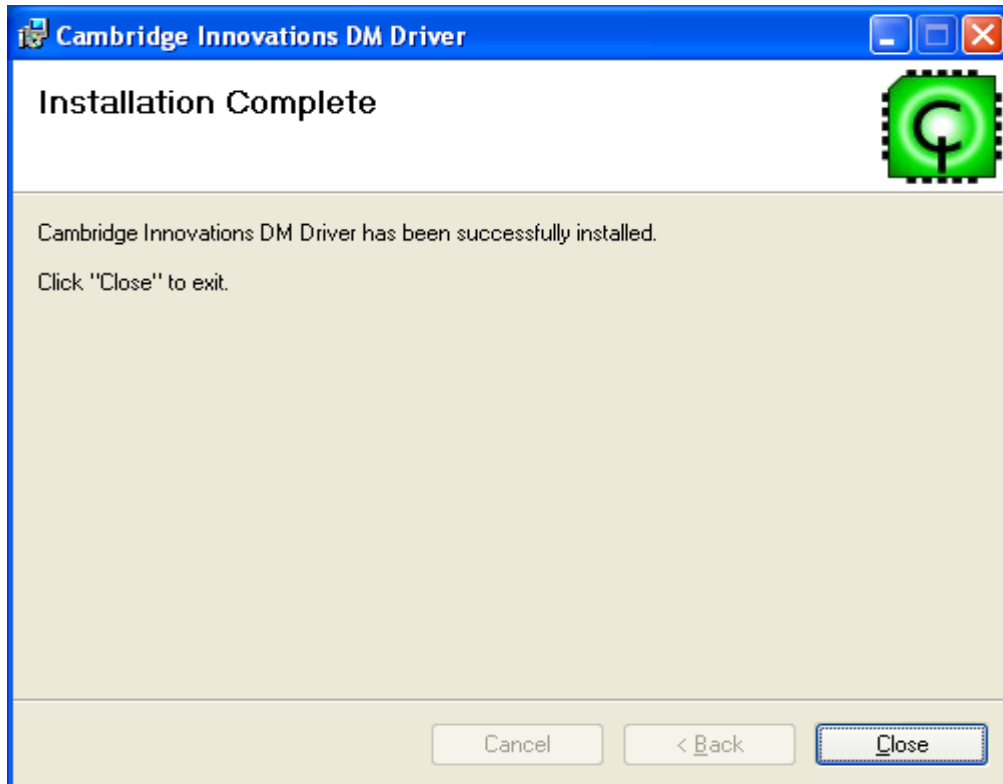 Cambridge Innovations DM Driver
Installation Complete
Cambridge Innovations DM Driver has been successfully installed.
Click "Close" to exit.
Cancel
< Back
Close